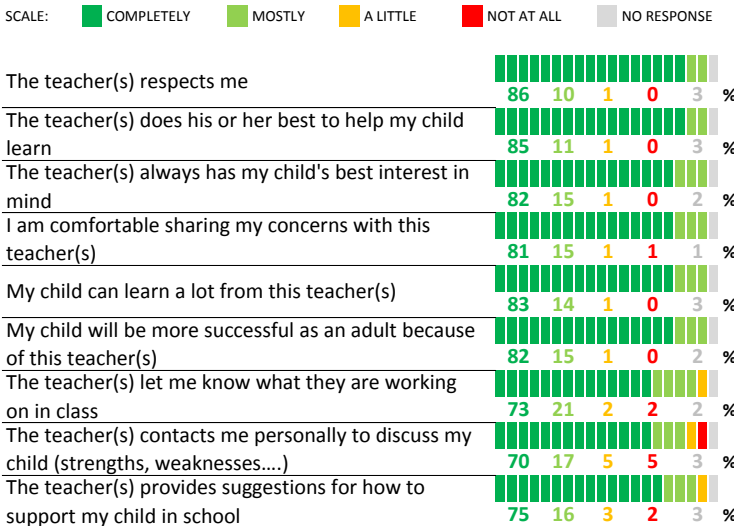 SCALE: COMPLETELY MOSTLY A LITTLE NOT AT ALL NO RESPONSE
The teacher(s) respects me
86 10 1 0 3 %
The teacher(s) does his or her best to help my child
learn
85 11 1 0 3 %
The teacher(s) always has my child's best interest in
mind
82 15 1 0 2 %
I am comfortable sharing my concerns with this
teacher(s)
81 15 1 1 1 %
My child can learn a lot from this teacher(s)
83 14 1 0 3 %
My child will be more successful as an adult because
of this teacher(s)
82 15 1 0 2 %
The teacher(s) let me know what they are working
on in class
73 21 2 2 2 %
The teacher(s) contacts me personally to discuss my
child (strengths, weaknesses....)
70 17 5 5 3 %
The teacher(s) provides suggestions for how to
support my child in school
75 16 3 2 3 %